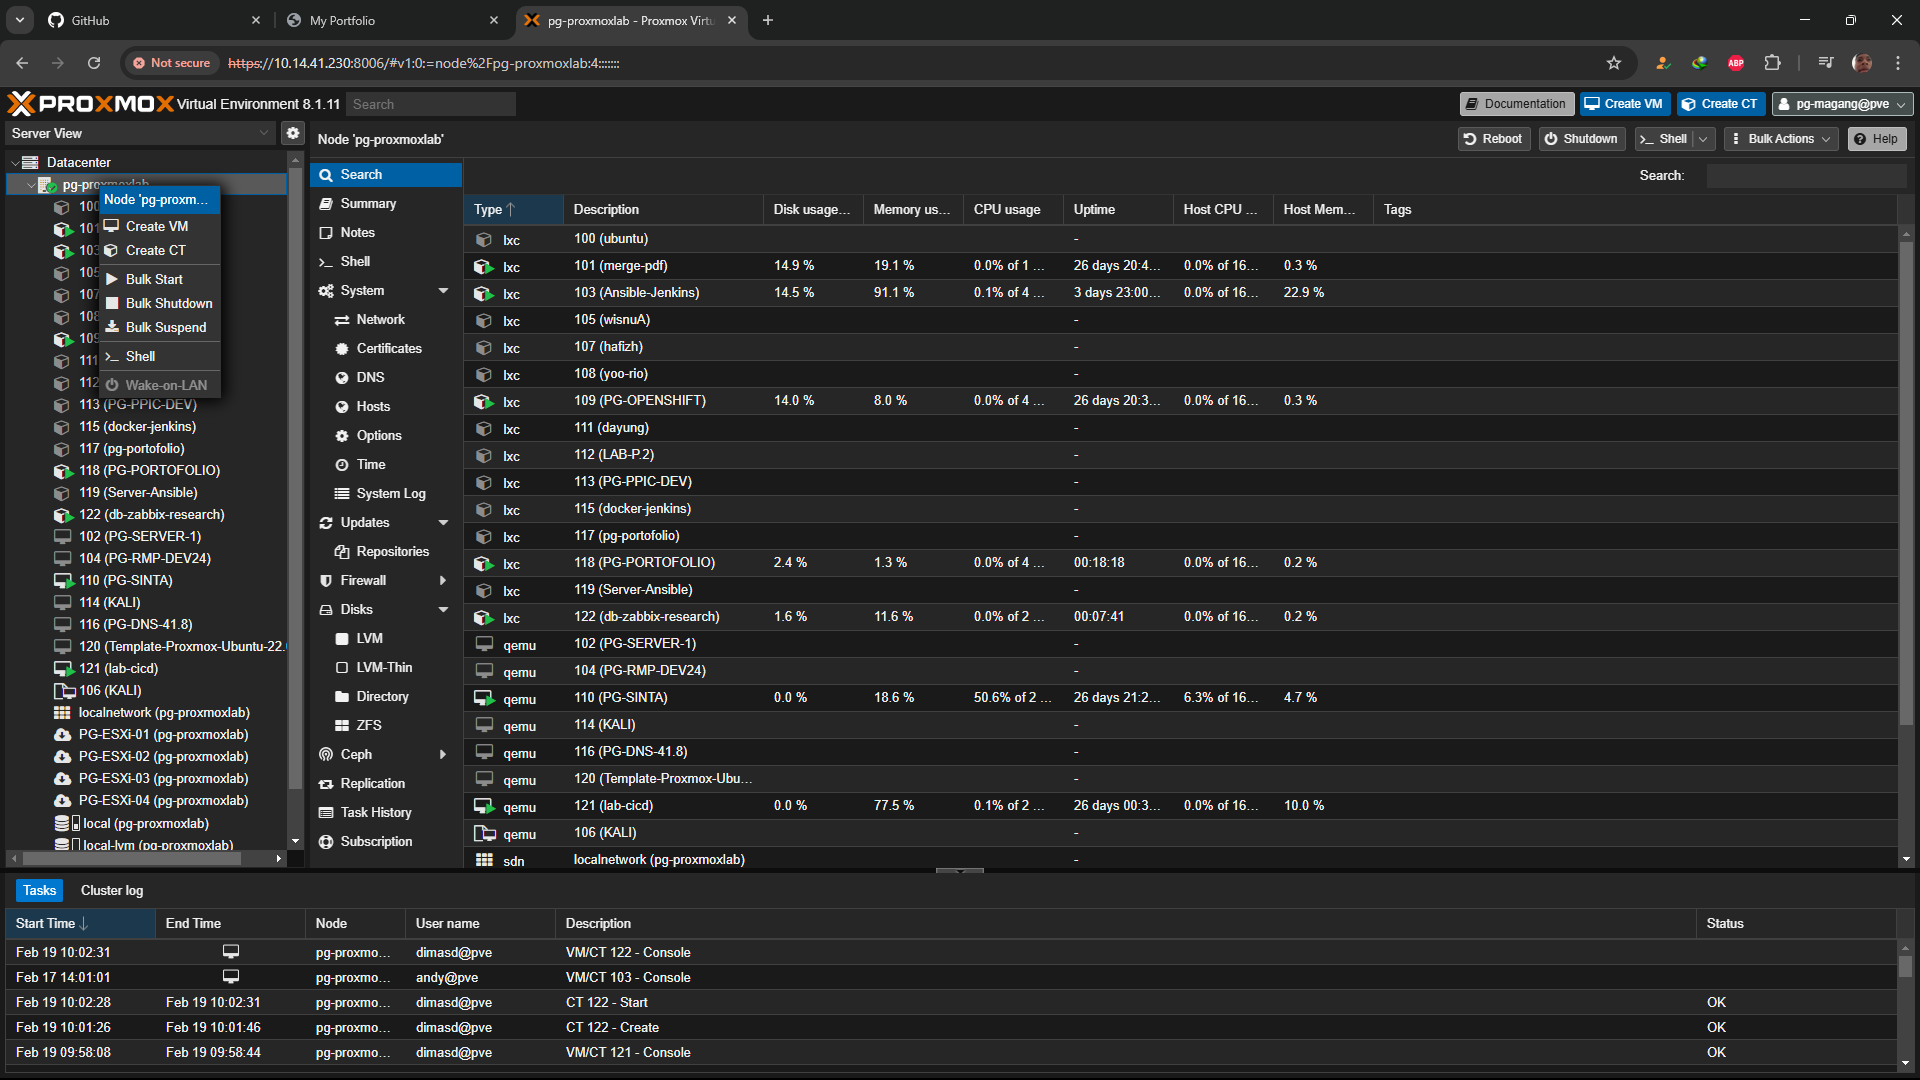 GitHub
My Portfolio
pg-proxmoxlab - Proxmox Virtu
Not secure
https://10.14.41.230:8006/#v1:0:=node%2Fpg-proxmoxlab:4:::::::
ABP
PROXMOX Virtual Environment 8.1.11
Search
Documentation
Create VM
Create CT
pg-magang@pve
Server View
Node 'pg-proxmoxlab'
Reboot
Shutdown
Shell
Bulk Actions
Help
Datacenter
pg-proxmoxlab
Node 'pg-proxm...
Create VM
Create CT
Bulk Start
Bulk Shutdown
Bulk Suspend
Shell
Wake-on-LAN
100
101
103
105
107
108
109
111
112
113 (PG-PPIC-DEV)
115 (docker-jenkins)
117 (pg-portofolio)
118 (PG-PORTOFOLIO)
119 (Server-Ansible)
122 (db-zabbix-research)
102 (PG-SERVER-1)
104 (PG-RMP-DEV24)
110 (PG-SINTA)
114 (KALI)
116 (PG-DNS-41.8)
120 (Template-Proxmox-Ubuntu-22.
121 (lab-cicd)
106 (KALI)
localnetwork (pg-proxmoxlab)
PG-ESXi-01 (pg-proxmoxlab)
PG-ESXi-02 (pg-proxmoxlab)
PG-ESXi-03 (pg-proxmoxlab)
PG-ESXi-04 (pg-proxmoxlab)
local (pg-proxmoxlab)
local-lvm (pg-proxmoxlab)
Search
Summary
Notes
Shell
System
Network
Certificates
DNS
Hosts
Options
Time
System Log
Updates
Repositories
Firewall
Disks
LVM
LVM-Thin
Directory
ZFS
Ceph
Replication
Task History
Subscription
Search:
Type Description Disk usage... Memory us... CPU usage Uptime Host CPU ... Host Mem... Tags
lxc 100 (ubuntu) -
lxc 101 (merge-pdf) 14.9 % 19.1 % 0.0% of 1 ... 26 days 20:4... 0.0% of 16... 0.3 %
lxc 103 (Ansible-Jenkins) 14.5 % 91.1 % 0.1% of 4 ... 3 days 23:00... 0.0% of 16... 22.9 %
lxc 105 (wisnuA) -
lxc 107 (hafizh) -
lxc 108 (yoo-rio) -
lxc 109 (PG-OPENSHIFT) 14.0 % 8.0 % 0.0% of 4 ... 26 days 20:3... 0.0% of 16... 0.3 %
lxc 111 (dayung) -
lxc 112 (LAB-P.2) -
lxc 113 (PG-PPIC-DEV) -
lxc 115 (docker-jenkins) -
lxc 117 (pg-portofolio) -
lxc 118 (PG-PORTOFOLIO) 2.4 % 1.3 % 0.0% of 4 ... 00:18:18 0.0% of 16... 0.2 %
lxc 119 (Server-Ansible) -
lxc 122 (db-zabbix-research) 1.6 % 11.6 % 0.0% of 2 ... 00:07:41 0.0% of 16... 0.2 %
qemu 102 (PG-SERVER-1) -
qemu 104 (PG-RMP-DEV24) -
qemu 110 (PG-SINTA) 0.0 % 18.6 % 50.6% of 2 ... 26 days 21:2... 6.3% of 16... 4.7 %
qemu 114 (KALI) -
qemu 116 (PG-DNS-41.8) -
qemu 120 (Template-Proxmox-Ubu... -
qemu 121 (lab-cicd) 0.0 % 77.5 % 0.1% of 2 ... 26 days 00:3... 0.0% of 16... 10.0 %
qemu 106 (KALI) -
sdn localnetwork (pg-proxmoxlab) -
Tasks
Cluster log
Start Time End Time Node User name Description Status
Feb 19 10:02:31 pg-proxmo... dimasd@pve VM/CT 122 - Console
Feb 17 14:01:01 pg-proxmo... andy@pve VM/CT 103 - Console
Feb 19 10:02:28 Feb 19 10:02:31 pg-proxmo... dimasd@pve CT 122 - Start OK
Feb 19 10:01:26 Feb 19 10:01:46 pg-proxmo... dimasd@pve CT 122 - Create OK
Feb 19 09:58:08 Feb 19 09:58:44 pg-proxmo... dimasd@pve VM/CT 121 - Console OK